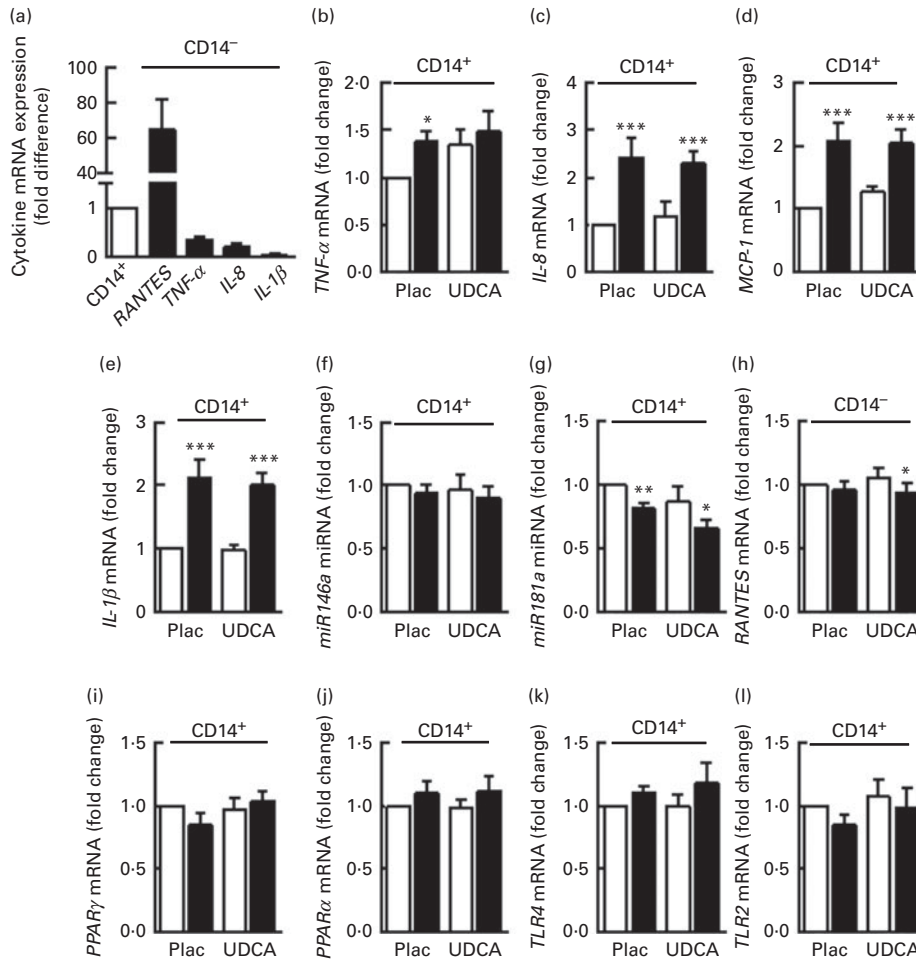 (a)
CD14⁻
Cytokine mRNA expression
(fold difference)
100
80
60
40
1
0
CD14⁺
RANTES
TNF-α
IL-8
IL-1β
(b)
CD14⁺
TNF-α mRNA (fold change)
2·0
1·5
1·0
0·5
0·0
*
Plac UDCA
(c)
CD14⁺
IL-8 mRNA (fold change)
4
3
2
1
0
*** ***
Plac UDCA
(d)
CD14⁺
MCP-1 mRNA (fold change)
3
2
1
0
*** ***
Plac UDCA
(e)
CD14⁺
IL-1β mRNA (fold change)
3
2
1
0
*** ***
Plac UDCA
(f)
CD14⁺
miR146a miRNA (fold change)
1·5
1·0
0·5
0·0
Plac UDCA
(g)
CD14⁺
miR181a miRNA (fold change)
1·5
1·0
0·5
0·0
** *
Plac UDCA
(h)
CD14⁻
RANTES mRNA (fold change)
1·5
1·0
0·5
0·0
*
Plac UDCA
(i)
CD14⁺
PPARγ mRNA (fold change)
1·5
1·0
0·5
0·0
Plac UDCA
(j)
CD14⁺
PPARα mRNA (fold change)
1·5
1·0
0·5
0·0
Plac UDCA
(k)
CD14⁺
TLR4 mRNA (fold change)
1·5
1·0
0·5
0·0
Plac UDCA
(l)
CD14⁺
TLR2 mRNA (fold change)
1·5
1·0
0·5
0·0
Plac UDCA